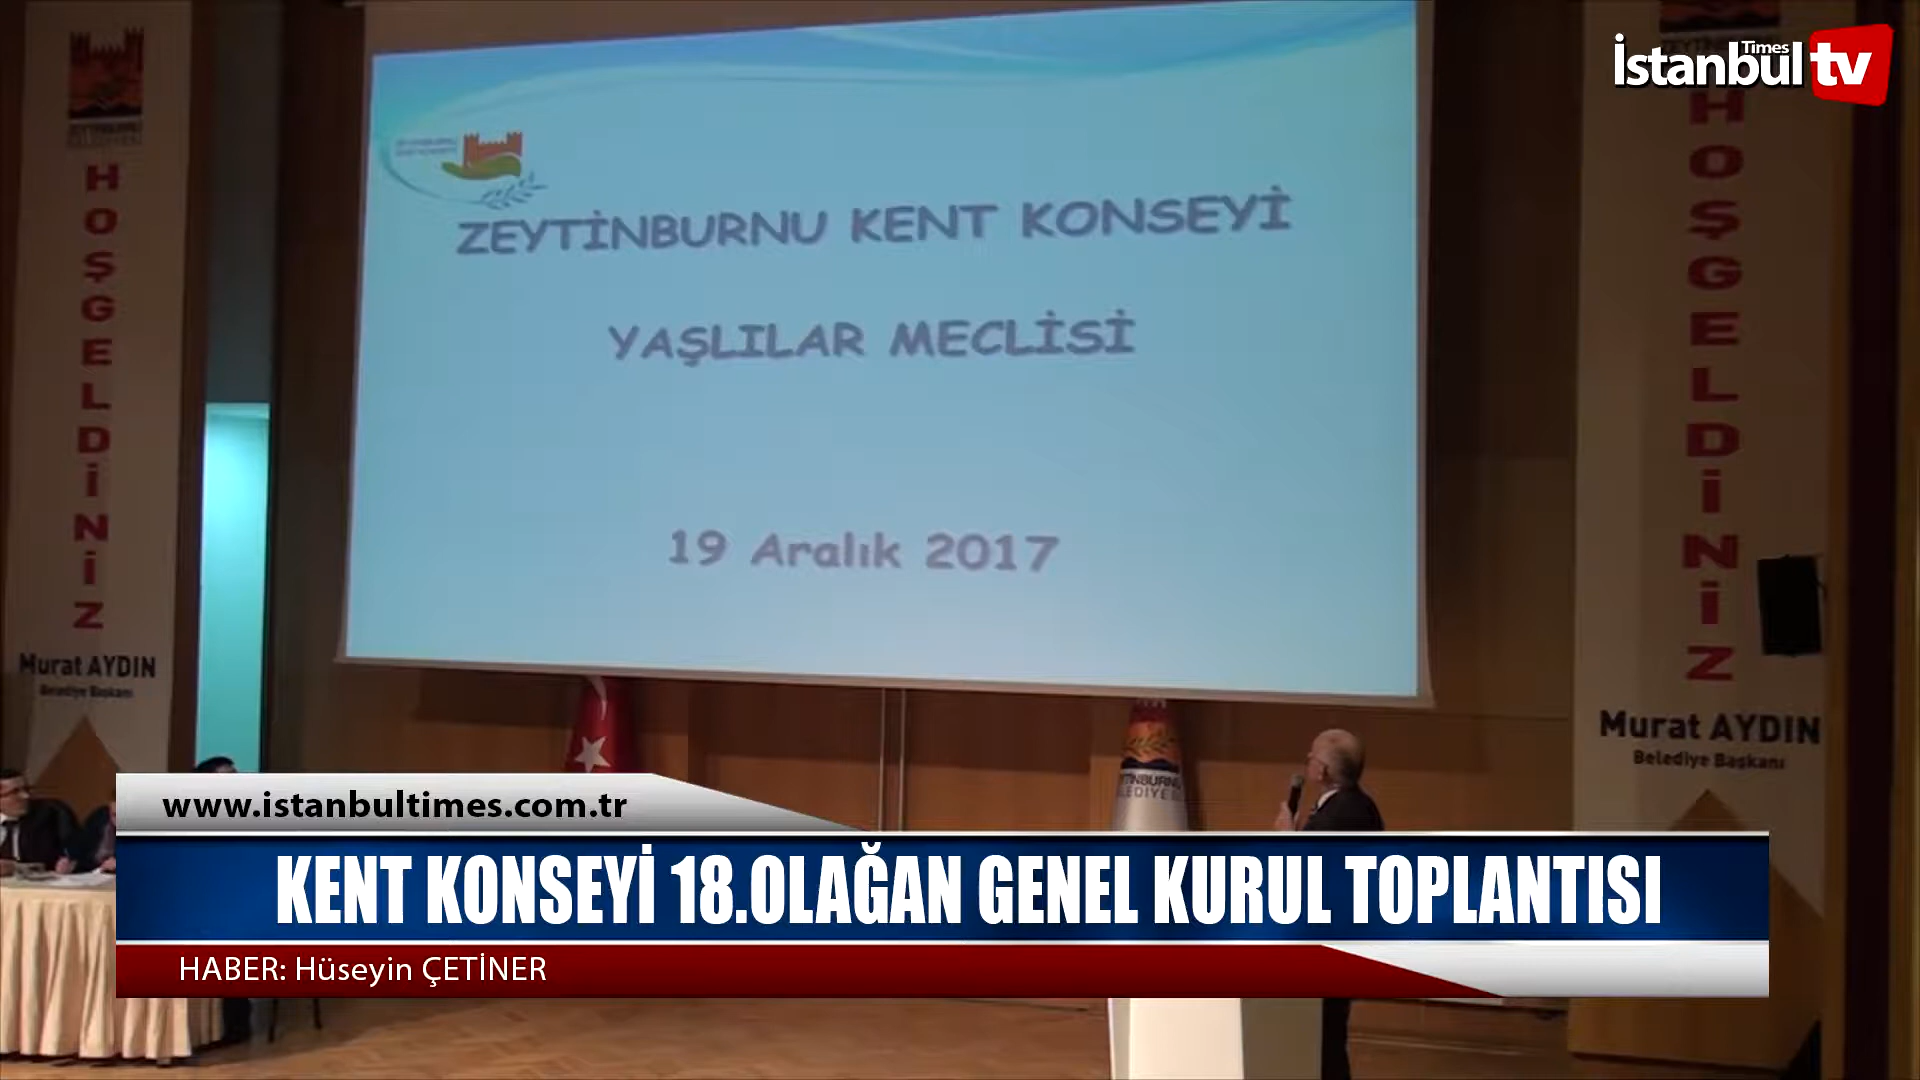 İstanbul Times tv
HOŞGELDİNİZ
Murat AYDIN
Belediye Başkanı
ZEYTİNBURNU KENT KONSEYİ
YAŞLILAR MECLİSİ
19 Aralık 2017
HOŞGELDİNİZ
Murat AYDIN
Belediye Başkanı
ZEYTİNBURNU
www.istanbultimes.com.tr
KENT KONSEYİ 18.OLAĞAN GENEL KURUL TOPLANTISI
HABER: Hüseyin ÇETİNER